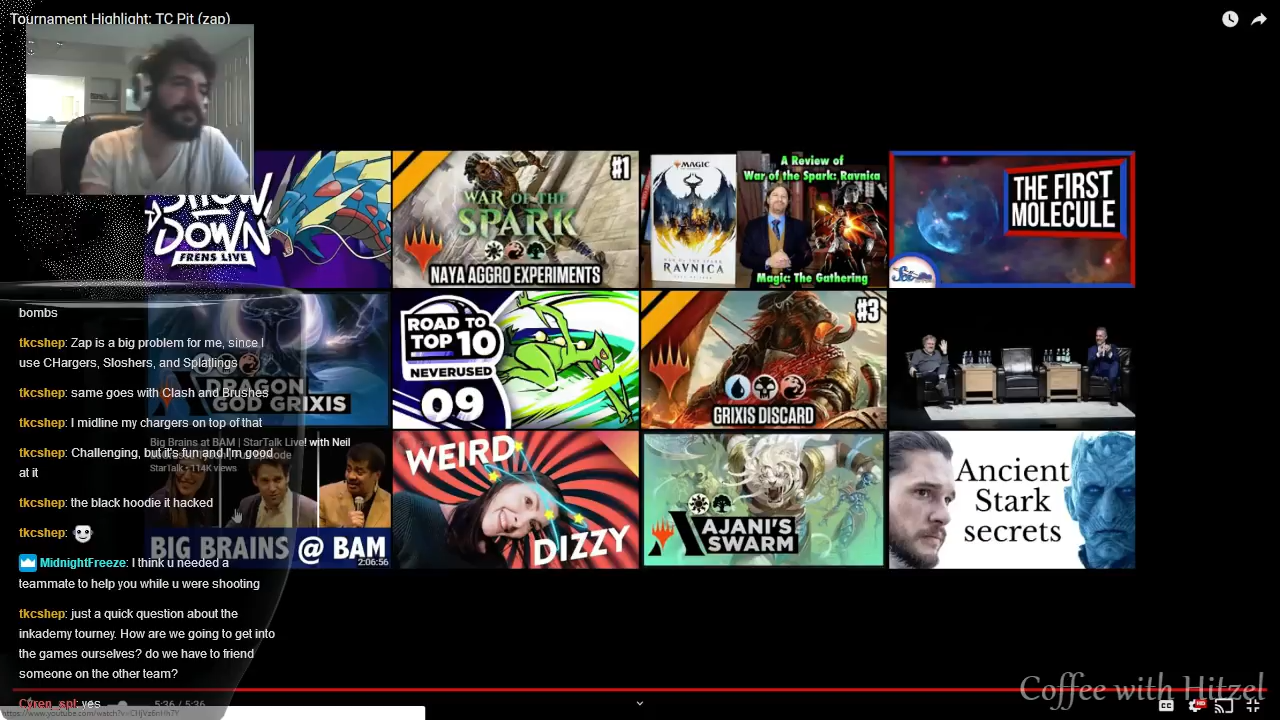 Tournament Highlight: TC Pit (zap)
SHOW
DOWN
FRENS LIVE
#1
WAR OF THE
SPARK
NAYA AGGRO EXPERIMENTS
MAGIC
RAVNICA
A Review of
War of the Spark: Ravnica
Magic: The Gathering
THE FIRST
MOLECULE
bombs
tkcshep: Zap is a big problem for me, since I
use CHargers, Sloshers, and Splatlings
tkcshep: same goes with Clash and Brushes
tkcshep: I midline my chargers on top of that
tkcshep: Challenging, but it's fun and I'm good
at it
tkcshep: the black hoodie it hacked
tkcshep:
MidnightFreeze: I think u needed a
teammate to help you while u were shooting
tkcshep: just a quick question about the
inkademy tourney. How are we going to get into
the games ourselves? do we have to friend
someone on the other team?
Cyren_spl: yes
DRAGON
GOD GRIXIS
ROAD TO
TOP 10
NEVERUSED
09
#3
GRIXIS DISCARD
Big Brains at BAM | StarTalk Live! with Neil
StarTalk • 114K views
BIG BRAINS @ BAM
2:06:56
WEIRD
DIZZY
AJANI'S
SWARM
Ancient
Stark
secrets
5:36 / 5:36
Coffee with Hitzel
CC
HD